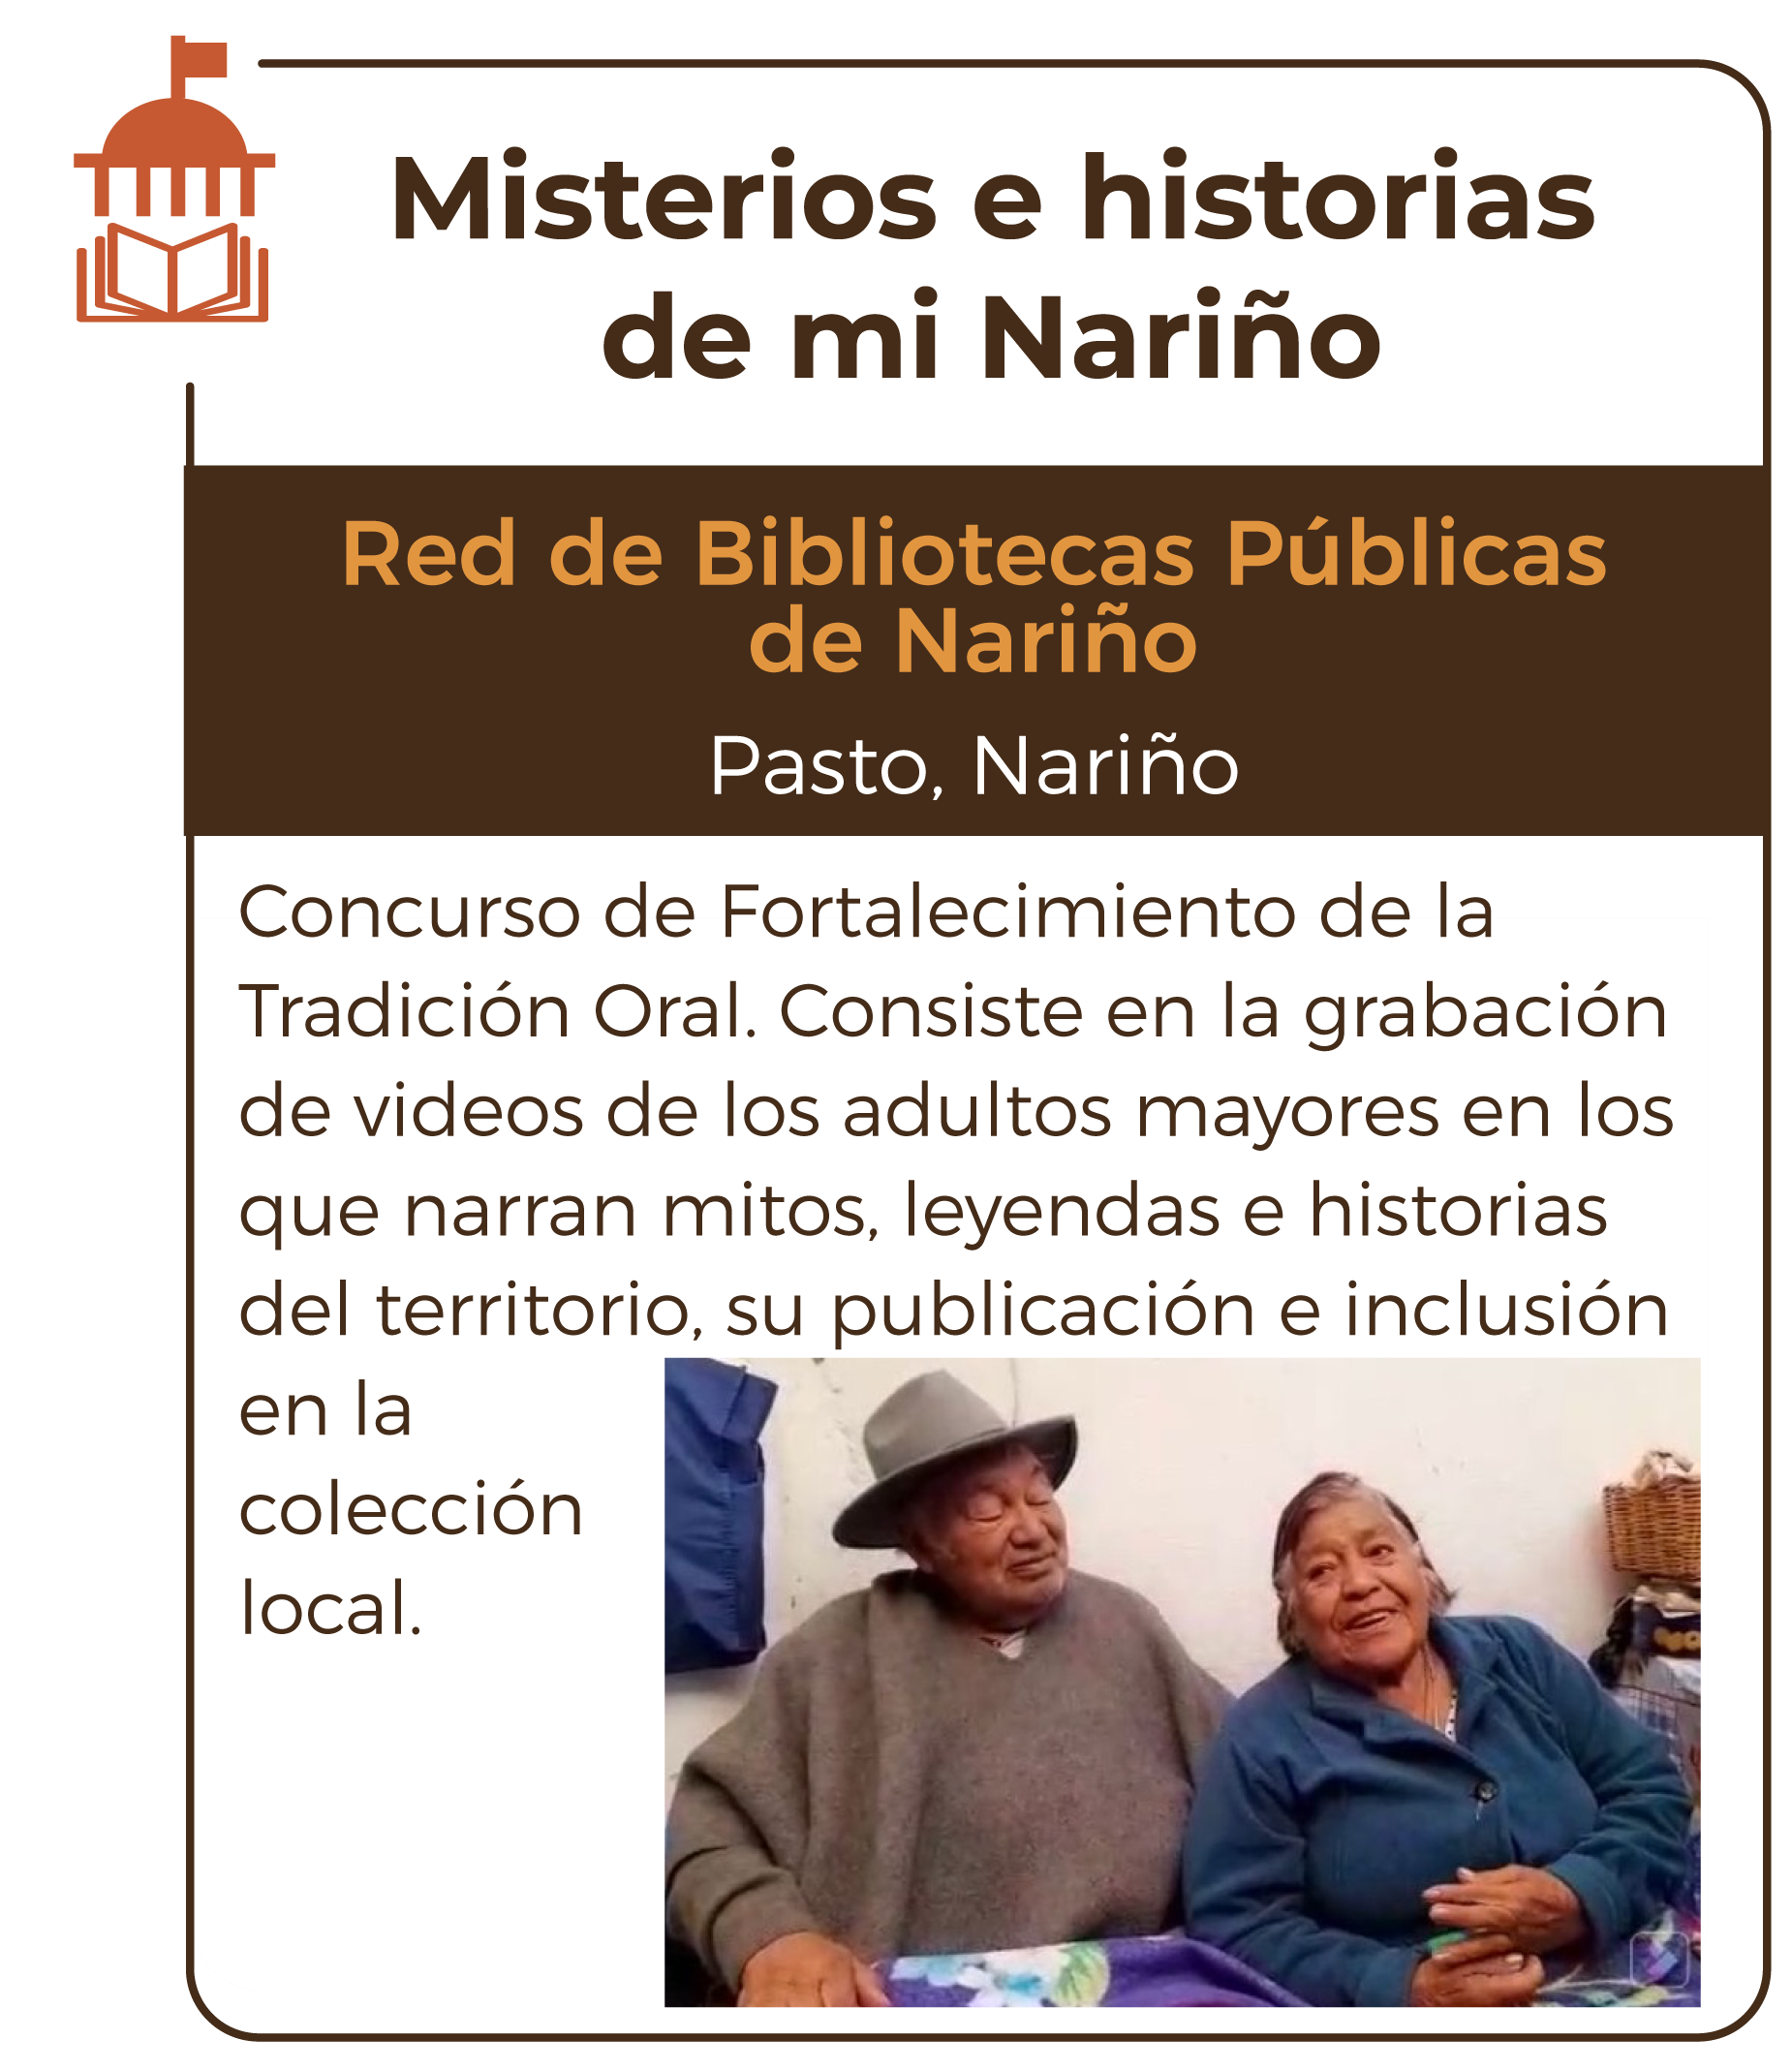 Misterios e historias
de mi Nariño
Red de Bibliotecas Públicas
de Nariño
Pasto, Nariño
Concurso de Fortalecimiento de la
Tradición Oral. Consiste en la grabación
de videos de los adultos mayores en los
que narran mitos, leyendas e historias
del territorio, su publicación e inclusión
en la
colección
local.